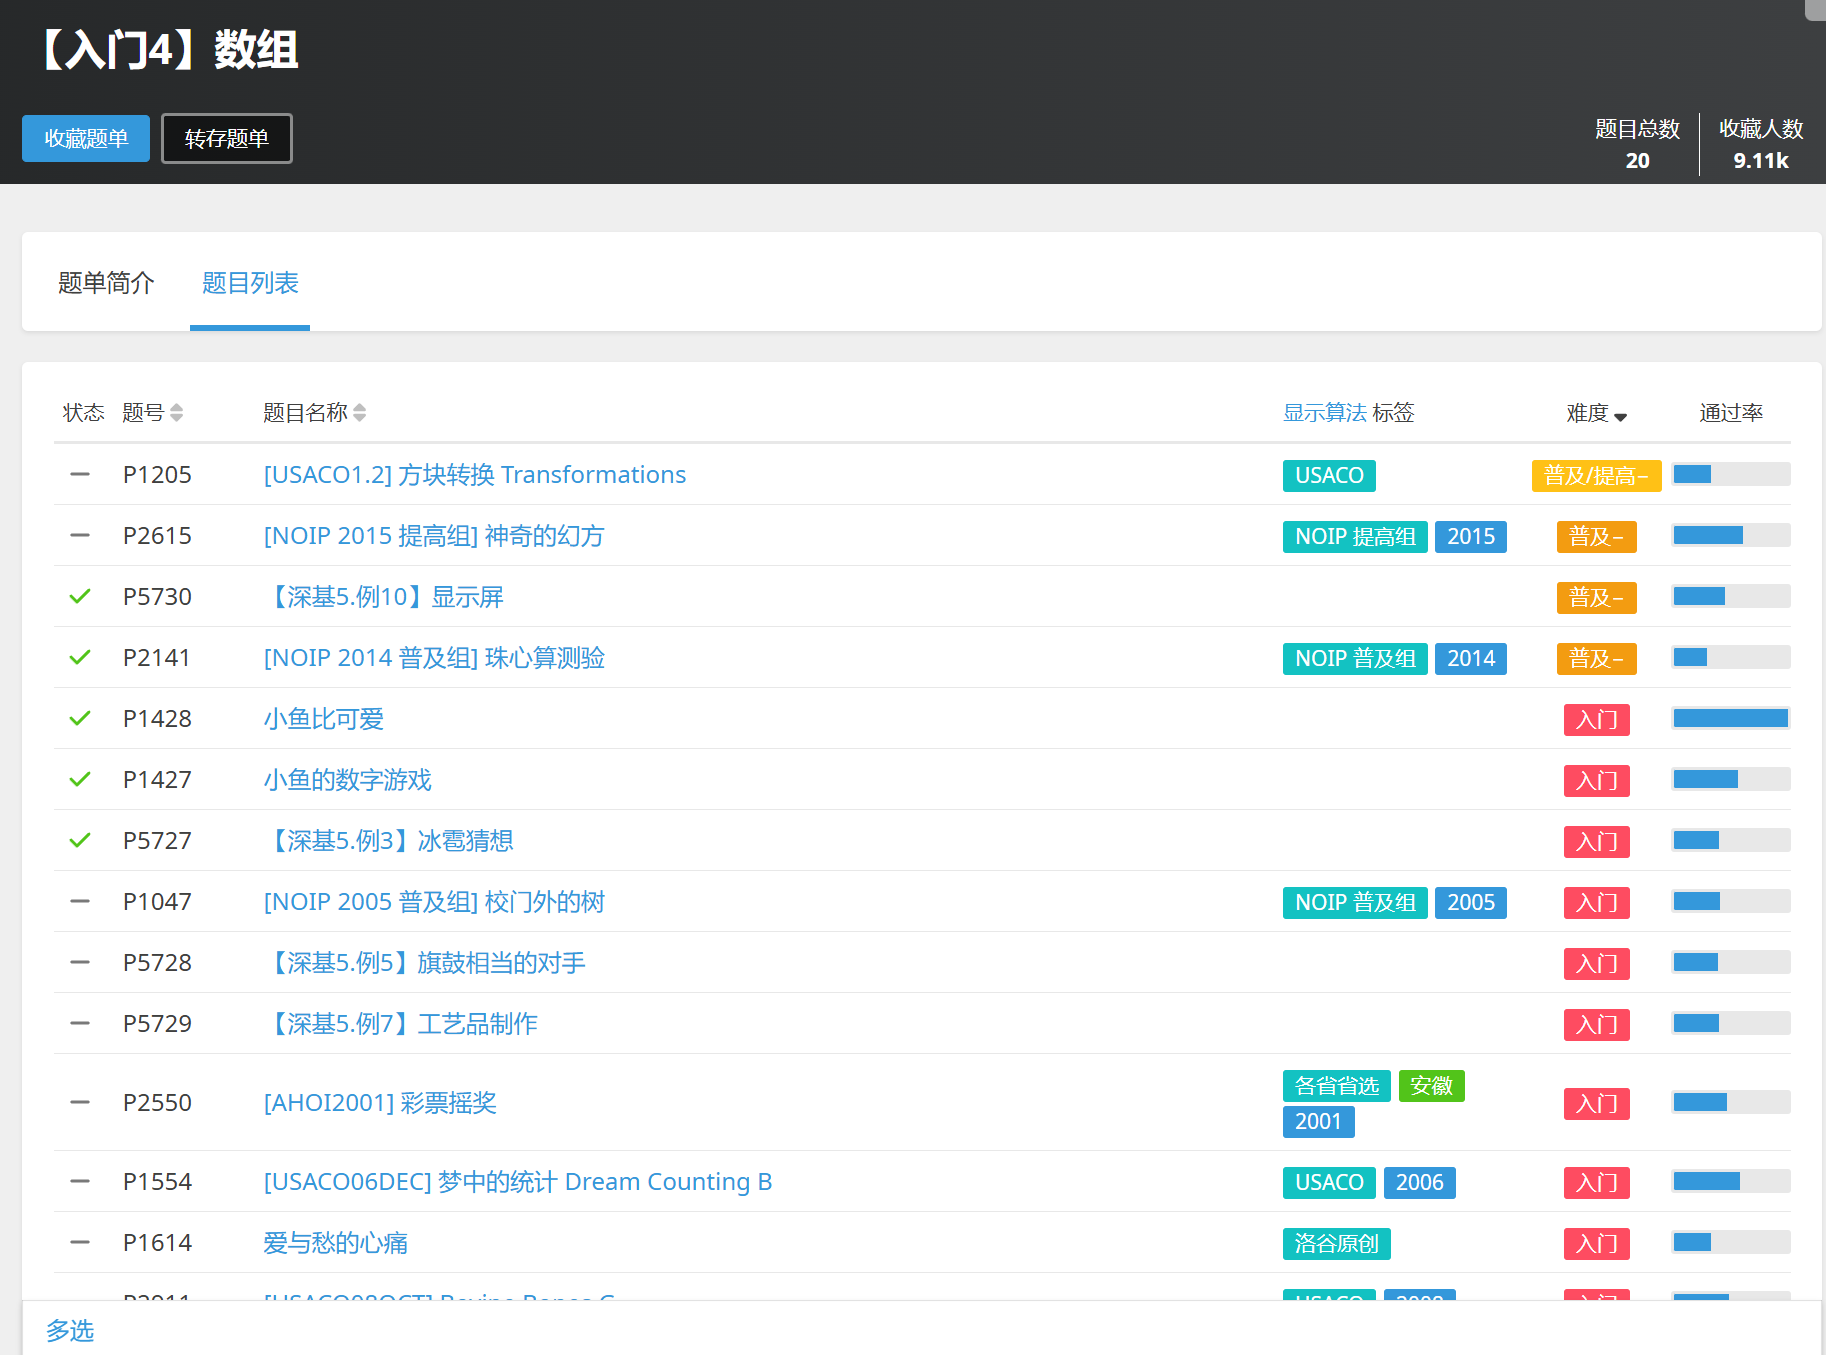 【入门4】数组
收藏题单 转存题单
题目总数 收藏人数
20 9.11k
题单简介 题目列表
状态 题号 题目名称 显示算法 标签 难度 通过率
P1205 [USACO1.2] 方块转换 Transformations USACO 普及/提高−
P2615 [NOIP 2015 提高组] 神奇的幻方 NOIP 提高组 2015 普及−
P5730 【深基5.例10】显示屏 普及−
P2141 [NOIP 2014 普及组] 珠心算测验 NOIP 普及组 2014 普及−
P1428 小鱼比可爱 入门
P1427 小鱼的数字游戏 入门
P5727 【深基5.例3】冰雹猜想 入门
P1047 [NOIP 2005 普及组] 校门外的树 NOIP 普及组 2005 入门
P5728 【深基5.例5】旗鼓相当的对手 入门
P5729 【深基5.例7】工艺品制作 入门
P2550 [AHOI2001] 彩票摇奖 各省省选 安徽 2001 入门
P1554 [USACO06DEC] 梦中的统计 Dream Counting B USACO 2006 入门
P1614 爱与愁的心痛 洛谷原创 入门
P2911 [USACO08OCT] Bovine Bones G USACO 2008 入门
多选